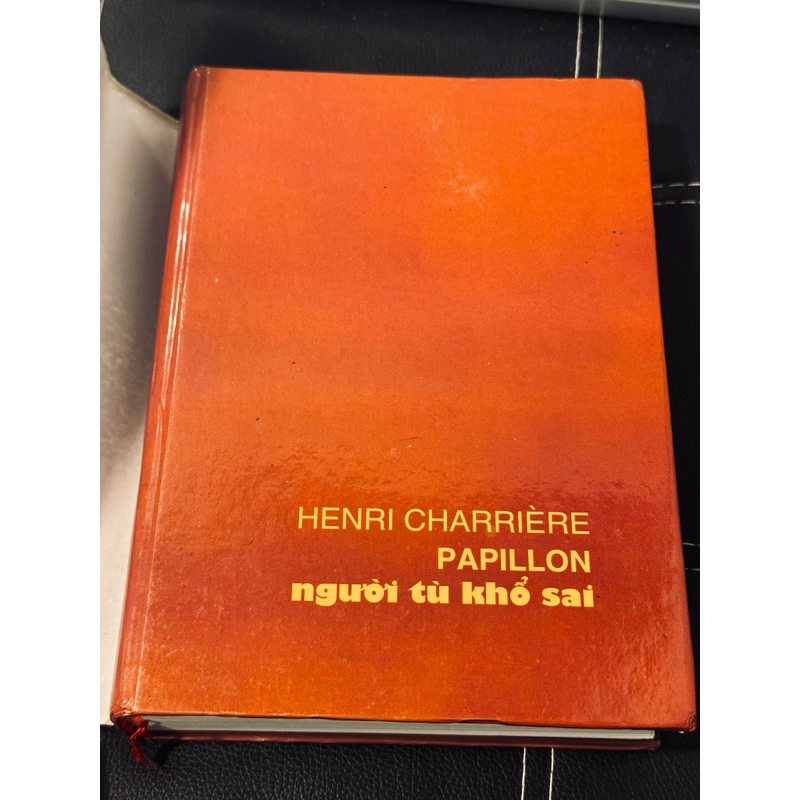 HENRI CHARRIÈRE
PAPILLON
người tù khổ sai